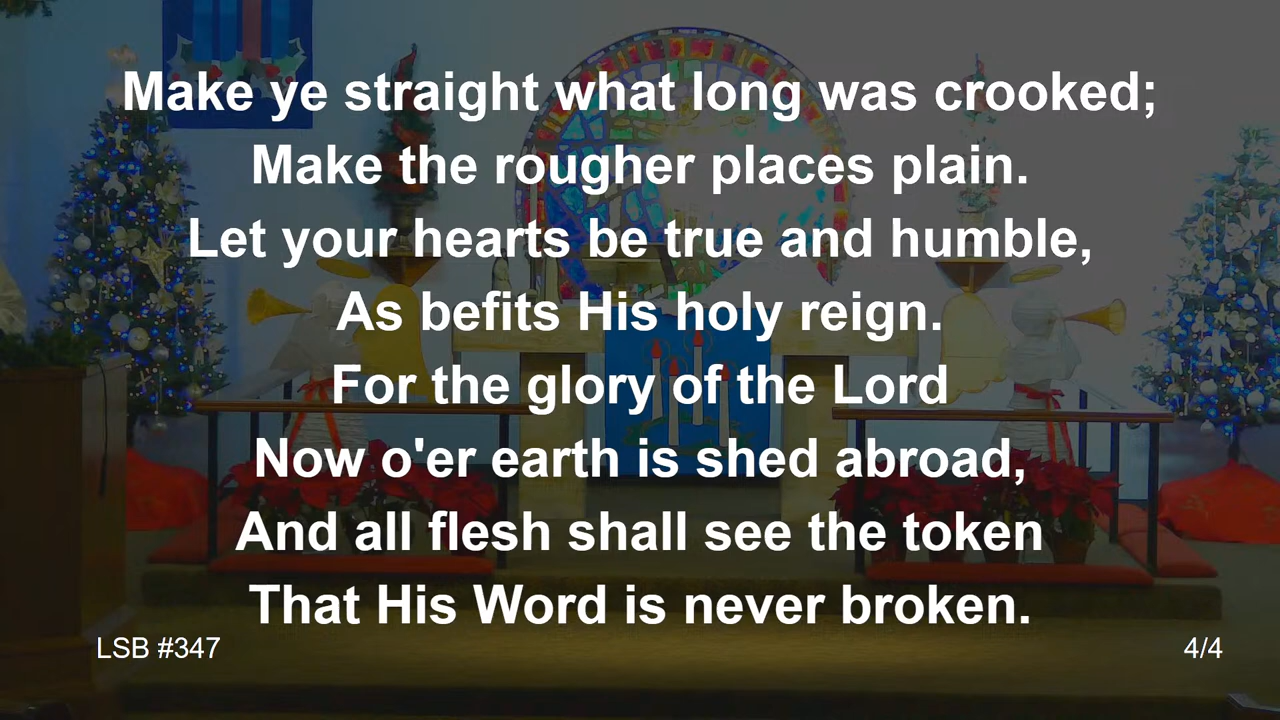 Make ye straight what long was crooked;
Make the rougher places plain.
Let your hearts be true and humble,
As befits His holy reign.
For the glory of the Lord
Now o'er earth is shed abroad,
And all flesh shall see the token
That His Word is never broken.
LSB #347
4/4